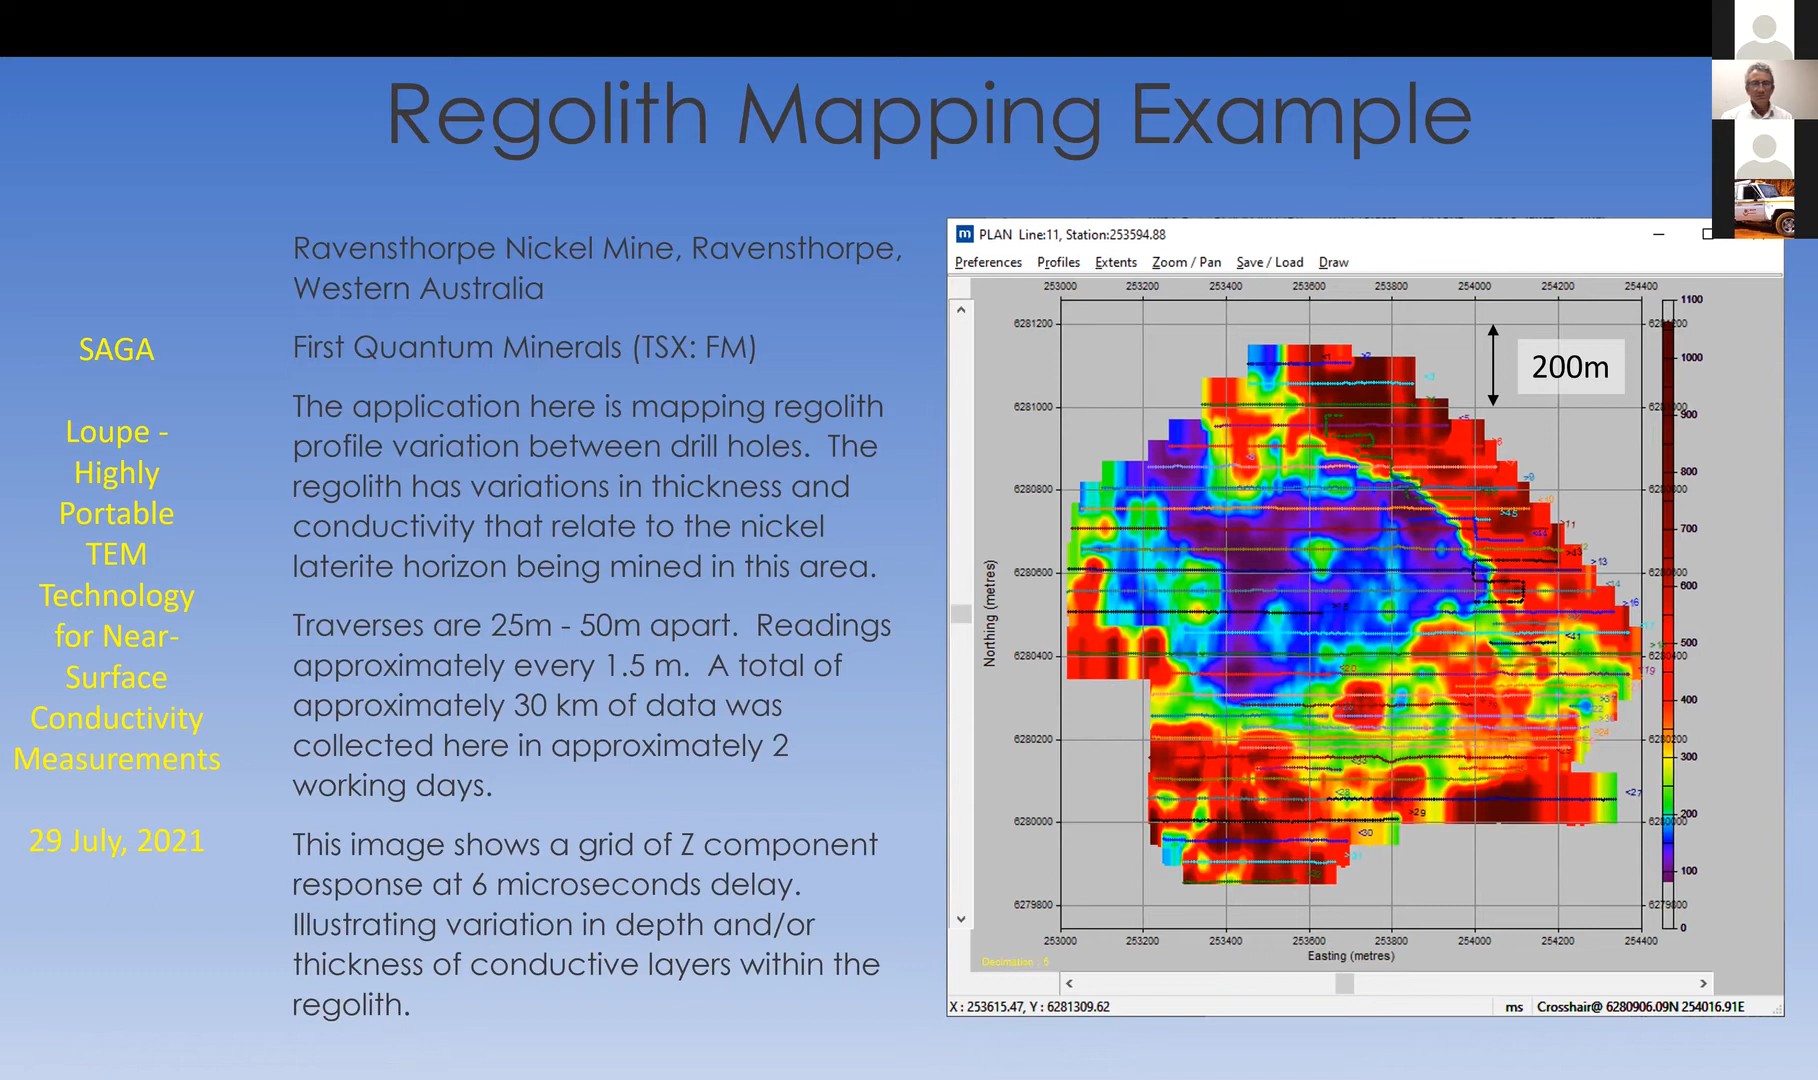 Regolith Mapping Example
SAGA
Loupe -
Highly
Portable
TEM
Technology
for Near-
Surface
Conductivity
Measurements
29 July, 2021
Ravensthorpe Nickel Mine, Ravensthorpe,
Western Australia
First Quantum Minerals (TSX: FM)
The application here is mapping regolith
profile variation between drill holes. The
regolith has variations in thickness and
conductivity that relate to the nickel
laterite horizon being mined in this area.
Traverses are 25m - 50m apart. Readings
approximately every 1.5 m. A total of
approximately 30 km of data was
collected here in approximately 2
working days.
This image shows a grid of Z component
response at 6 microseconds delay.
Illustrating variation in depth and/or
thickness of conductive layers within the
regolith.
m PLAN Line:11, Station:253594.88
Preferences Profiles Extents Zoom / Pan Save / Load Draw
253000 253200 253400 253600 253800 254000 254200 254400
6281200
6281000
6280800
6280600
6280400
6280200
6280000
6279800
Northing (metres)
200m
1100
1000
900
800
700
600
500
400
300
200
100
0
253000 253200 253400 253600 253800 254000 254200 254400
Easting (metres)
Decimation : 5
X : 253615.47, Y : 6281309.62
ms
Crosshair@ 6280906.09N 254016.91E